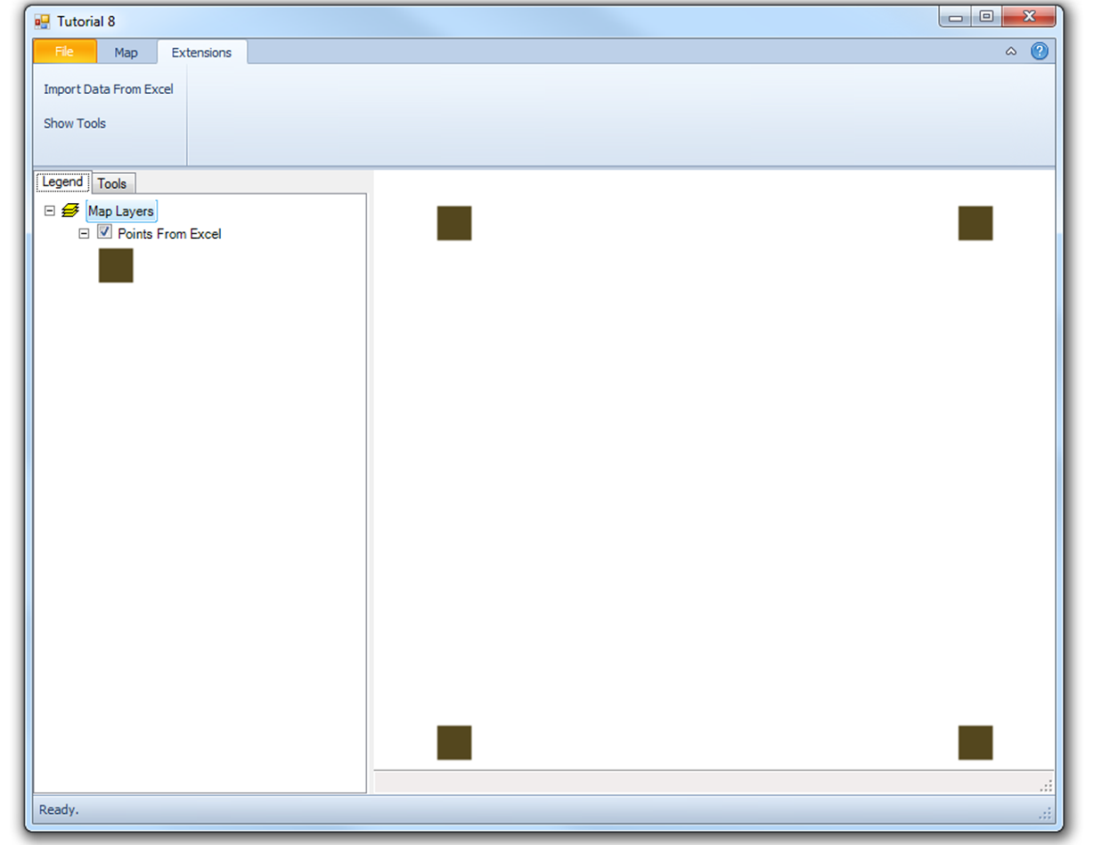 Tutorial 8
File Map Extensions
Import Data From Excel
Show Tools
Legend Tools
Map Layers
Points From Excel
Ready.